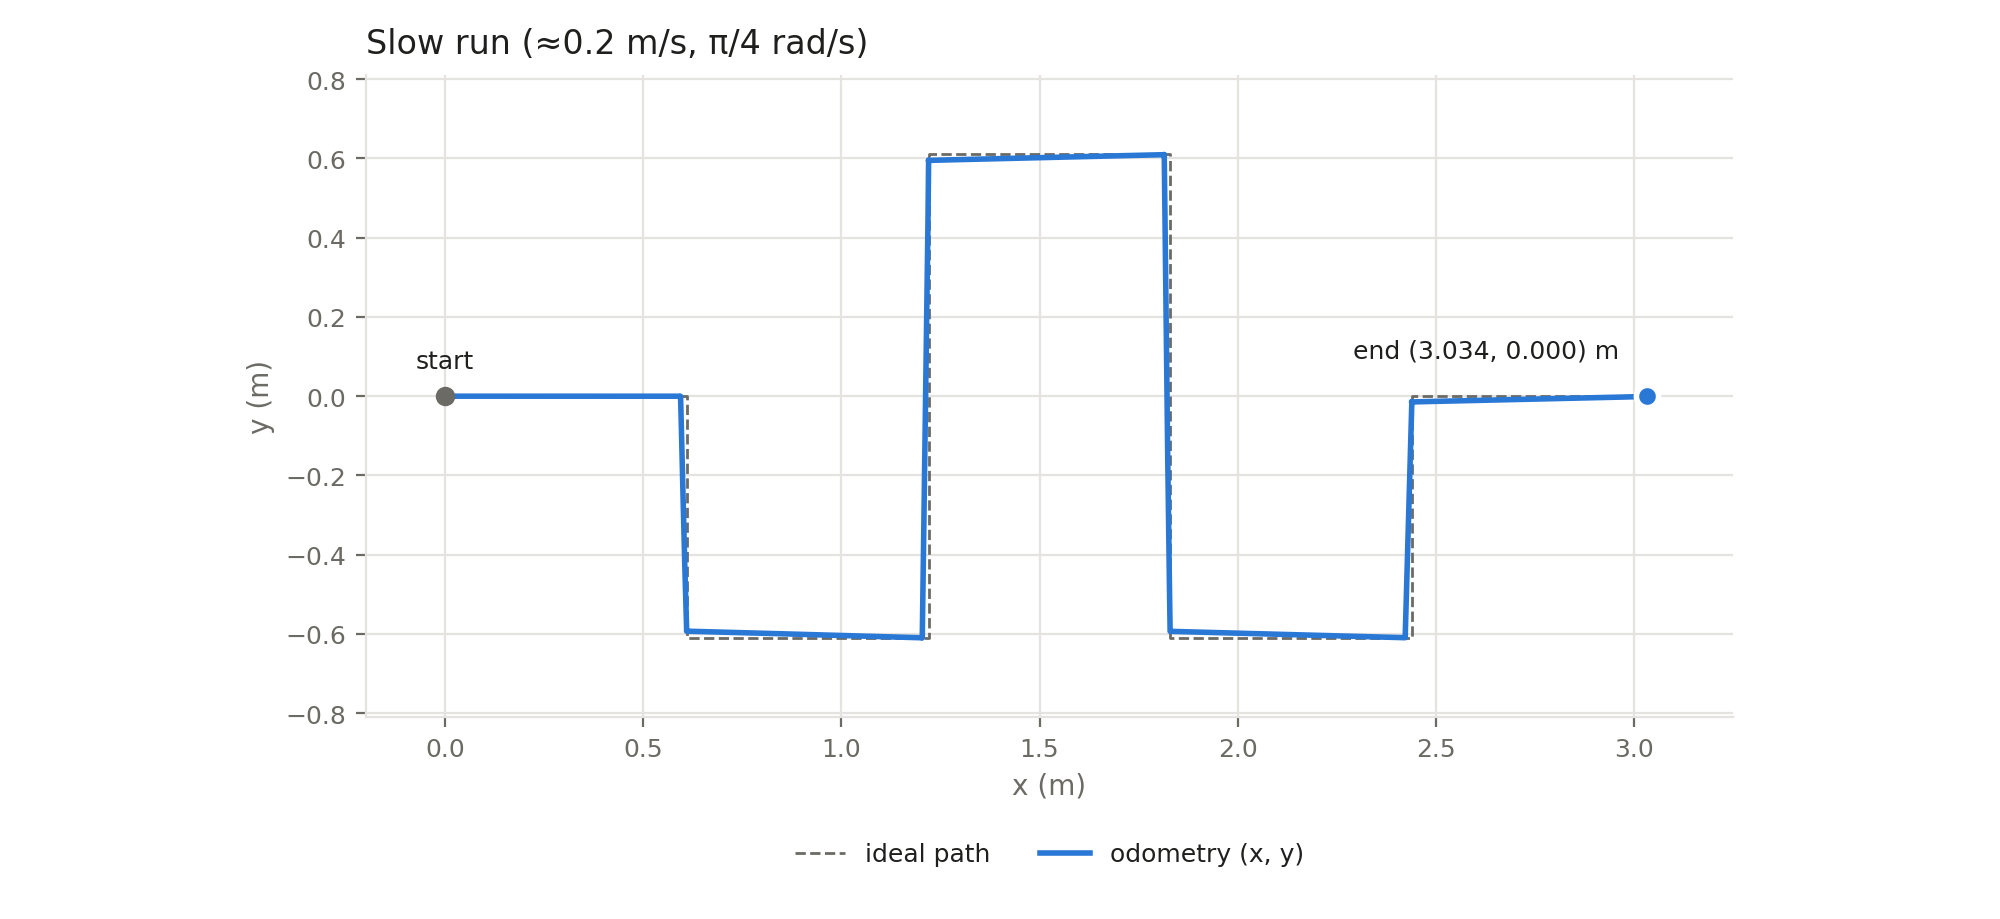 Slow run (≈0.2 m/s, π/4 rad/s)
0.8
0.6
0.4
0.2
0.0
−0.2
−0.4
−0.6
−0.8
y (m)
start
end (3.034, 0.000) m
0.0 0.5 1.0 1.5 2.0 2.5 3.0
x (m)
ideal path odometry (x, y)